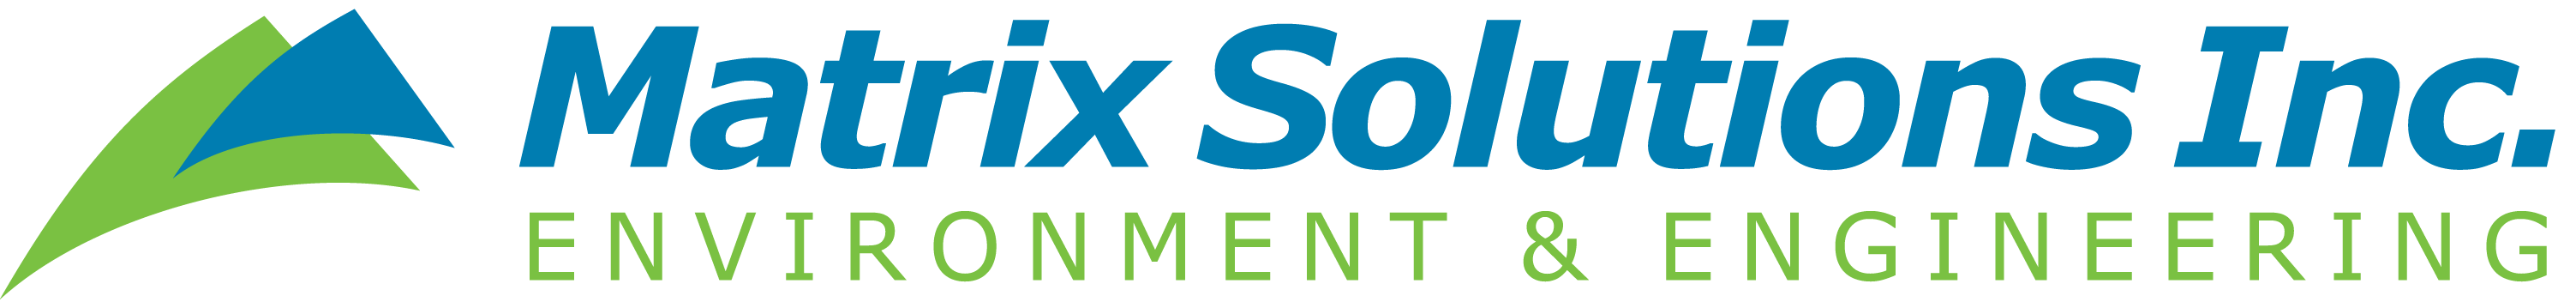 Matrix Solutions Inc.
ENVIRONMENT & ENGINEERING